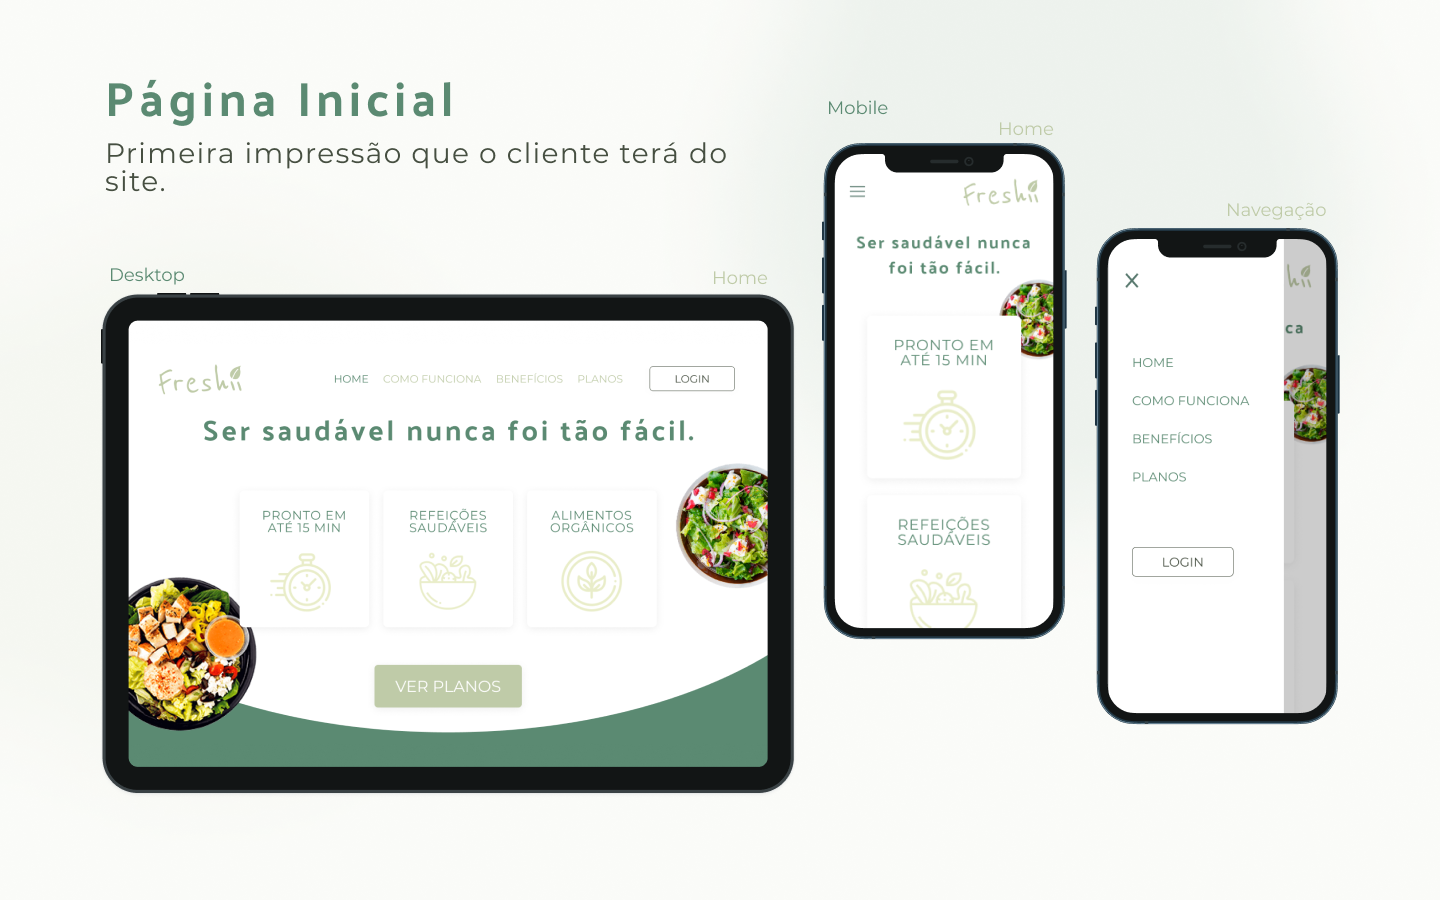 Página Inicial
Primeira impressão que o cliente terá do
site.
Desktop
Home
Freshii
HOME COMO FUNCIONA BENEFÍCIOS PLANOS LOGIN
Ser saudável nunca foi tão fácil.
PRONTO EM
ATÉ 15 MIN
REFEIÇÕES
SAUDÁVEIS
ALIMENTOS
ORGÂNICOS
VER PLANOS
Mobile
Home
Freshii
Ser saudável nunca
foi tão fácil.
PRONTO EM
ATÉ 15 MIN
REFEIÇÕES
SAUDÁVEIS
Navegação
X
hii
ca
HOME
COMO FUNCIONA
BENEFÍCIOS
PLANOS
LOGIN